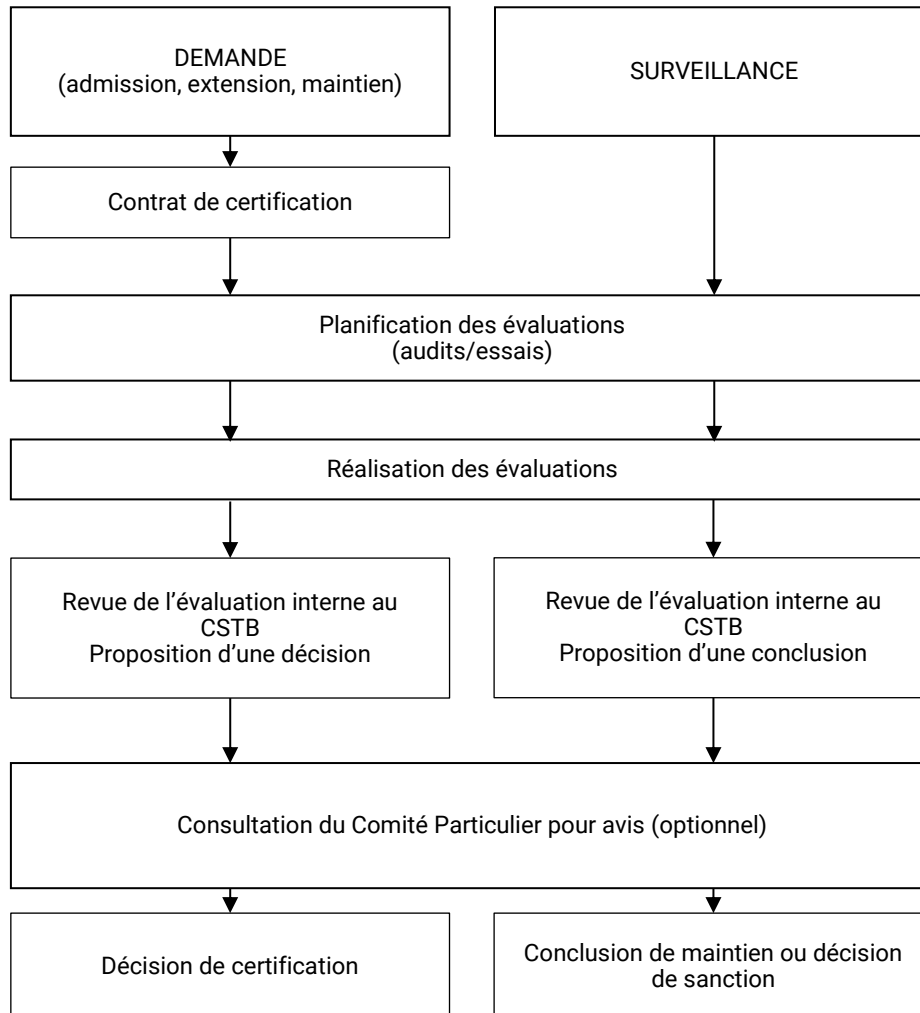 DEMANDE
(admission, extension, maintien)
SURVEILLANCE
Contrat de certification
Planification des évaluations
(audits/essais)
Réalisation des évaluations
Revue de l’évaluation interne au
CSTB
Proposition d’une décision
Revue de l’évaluation interne au
CSTB
Proposition d’une conclusion
Consultation du Comité Particulier pour avis (optionnel)
Décision de certification
Conclusion de maintien ou décision
de sanction